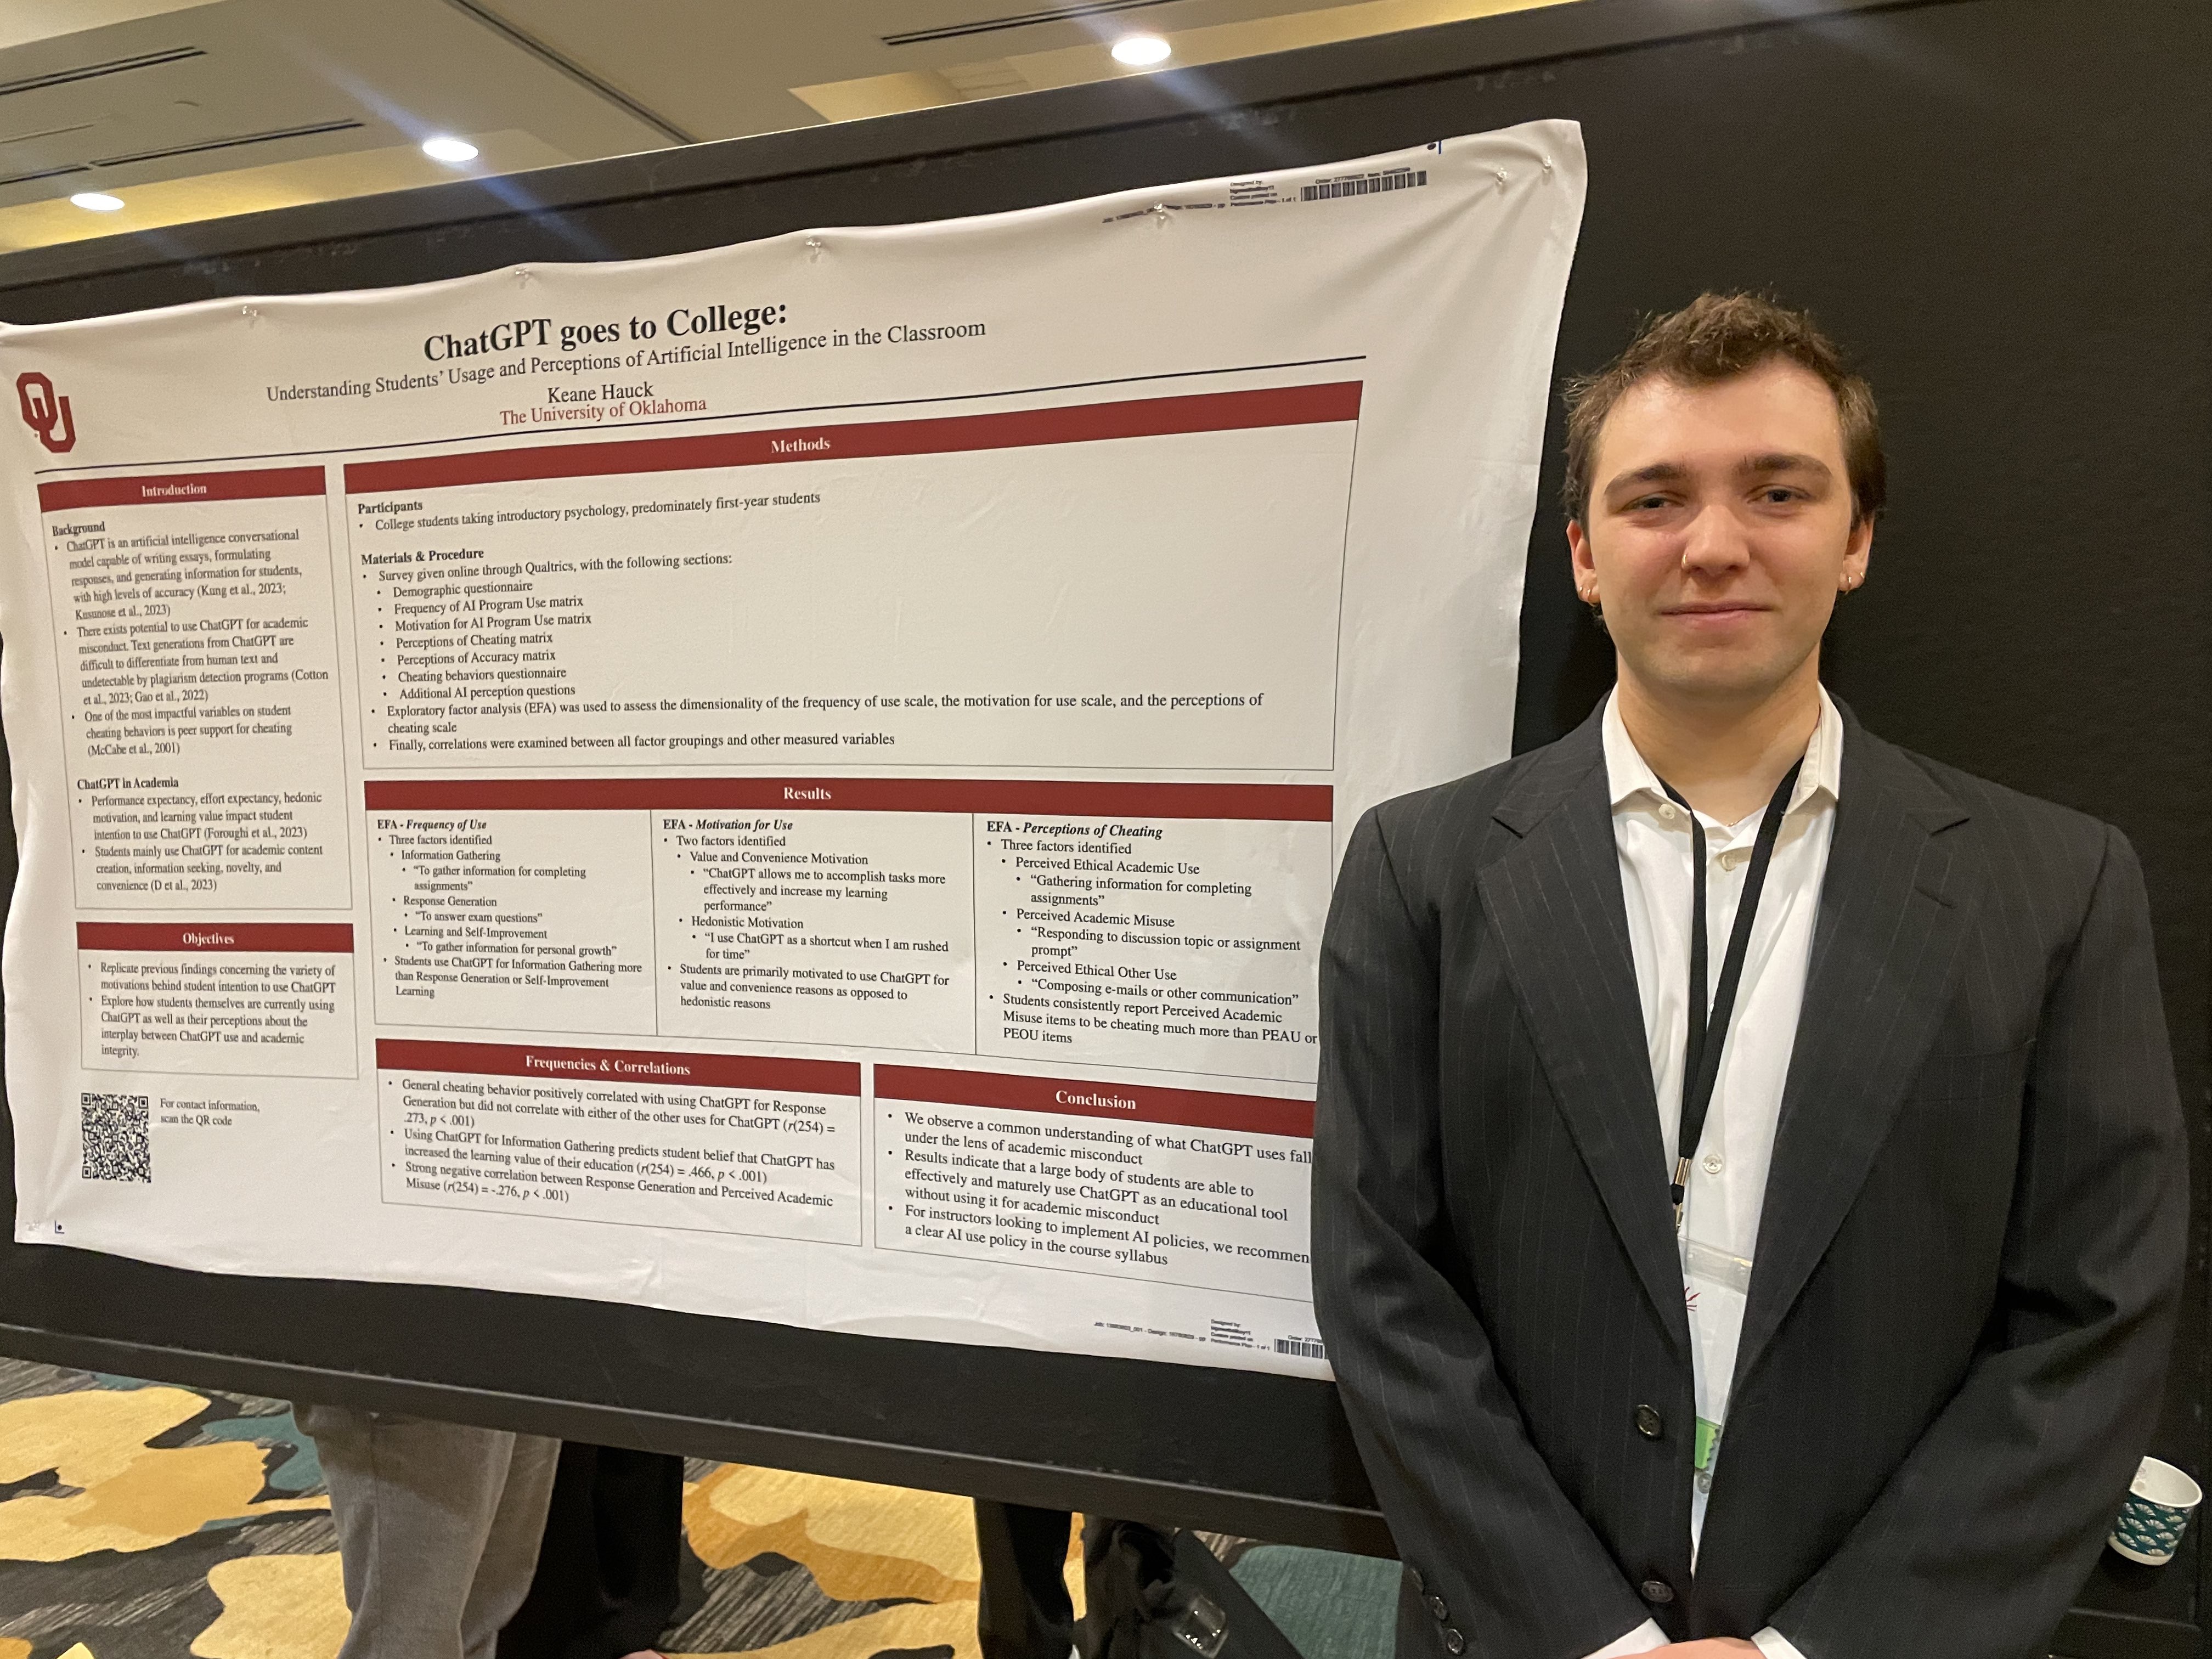 ChatGPT goes to College:
Understanding Students' Usage and Perceptions of Artificial Intelligence in the Classroom
Keane Hauck
The University of Oklahoma
OU
Introduction
Background
• ChatGPT is an artificial intelligence conversational
model capable of writing essays, formulating
responses, and generating information for students,
with high levels of accuracy (Kung et al., 2023;
Kusunose et al., 2023)
• There exists potential to use ChatGPT for academic
misconduct. Text generations from ChatGPT are
difficult to differentiate from human text and
undetectable by plagiarism detection programs (Cotton
et al., 2023; Gao et al., 2022)
• One of the most impactful variables on student
cheating behaviors is peer support for cheating
(McCabe et al., 2001)
ChatGPT in Academia
• Performance expectancy, effort expectancy, hedonic
motivation, and learning value impact student
intention to use ChatGPT (Foroughi et al., 2023)
• Students mainly use ChatGPT for academic content
creation, information seeking, novelty, and
convenience (D et al., 2023)
Objectives
• Replicate previous findings concerning the variety of
motivations behind student intention to use ChatGPT
• Explore how students themselves are currently using
ChatGPT as well as their perceptions about the
interplay between ChatGPT use and academic
integrity.
For contact information,
scan the QR code
Methods
Participants
• College students taking introductory psychology, predominately first-year students
Materials & Procedure
• Survey given online through Qualtrics, with the following sections:
• Demographic questionnaire
• Frequency of AI Program Use matrix
• Motivation for AI Program Use matrix
• Perceptions of Cheating matrix
• Perceptions of Accuracy matrix
• Cheating behaviors questionnaire
• Additional AI perception questions
• Exploratory factor analysis (EFA) was used to assess the dimensionality of the frequency of use scale, the motivation for use scale, and the perceptions of
cheating scale
• Finally, correlations were examined between all factor groupings and other measured variables
Results
EFA - Frequency of Use
• Three factors identified
• Information Gathering
• "To gather information for completing
assignments"
• Response Generation
• "To answer exam questions"
• Learning and Self-Improvement
• "To gather information for personal growth"
• Students use ChatGPT for Information Gathering more
than Response Generation or Self-Improvement
Learning
EFA - Motivation for Use
• Two factors identified
• Value and Convenience Motivation
• "ChatGPT allows me to accomplish tasks more
effectively and increase my learning
performance"
• Hedonistic Motivation
• "I use ChatGPT as a shortcut when I am rushed
for time"
• Students are primarily motivated to use ChatGPT for
value and convenience reasons as opposed to
hedonistic reasons
EFA - Perceptions of Cheating
• Three factors identified
• Perceived Ethical Academic Use
• "Gathering information for completing
assignments"
• Perceived Academic Misuse
• "Responding to discussion topic or assignment
prompt"
• Perceived Ethical Other Use
• "Composing e-mails or other communication"
• Students consistently report Perceived Academic
Misuse items to be cheating much more than PEAU or
PEOU items
Frequencies & Correlations
• General cheating behavior positively correlated with using ChatGPT for Response
Generation but did not correlate with either of the other uses for ChatGPT (r(254) =
.273, p < .001)
• Using ChatGPT for Information Gathering predicts student belief that ChatGPT has
increased the learning value of their education (r(254) = .466, p < .001)
• Strong negative correlation between Response Generation and Perceived Academic
Misuse (r(254) = -.276, p < .001)
Conclusion
• We observe a common understanding of what ChatGPT uses fall
under the lens of academic misconduct
• Results indicate that a large body of students are able to
effectively and maturely use ChatGPT as an educational tool
without using it for academic misconduct
• For instructors looking to implement AI policies, we recommen
a clear AI use policy in the course syllabus